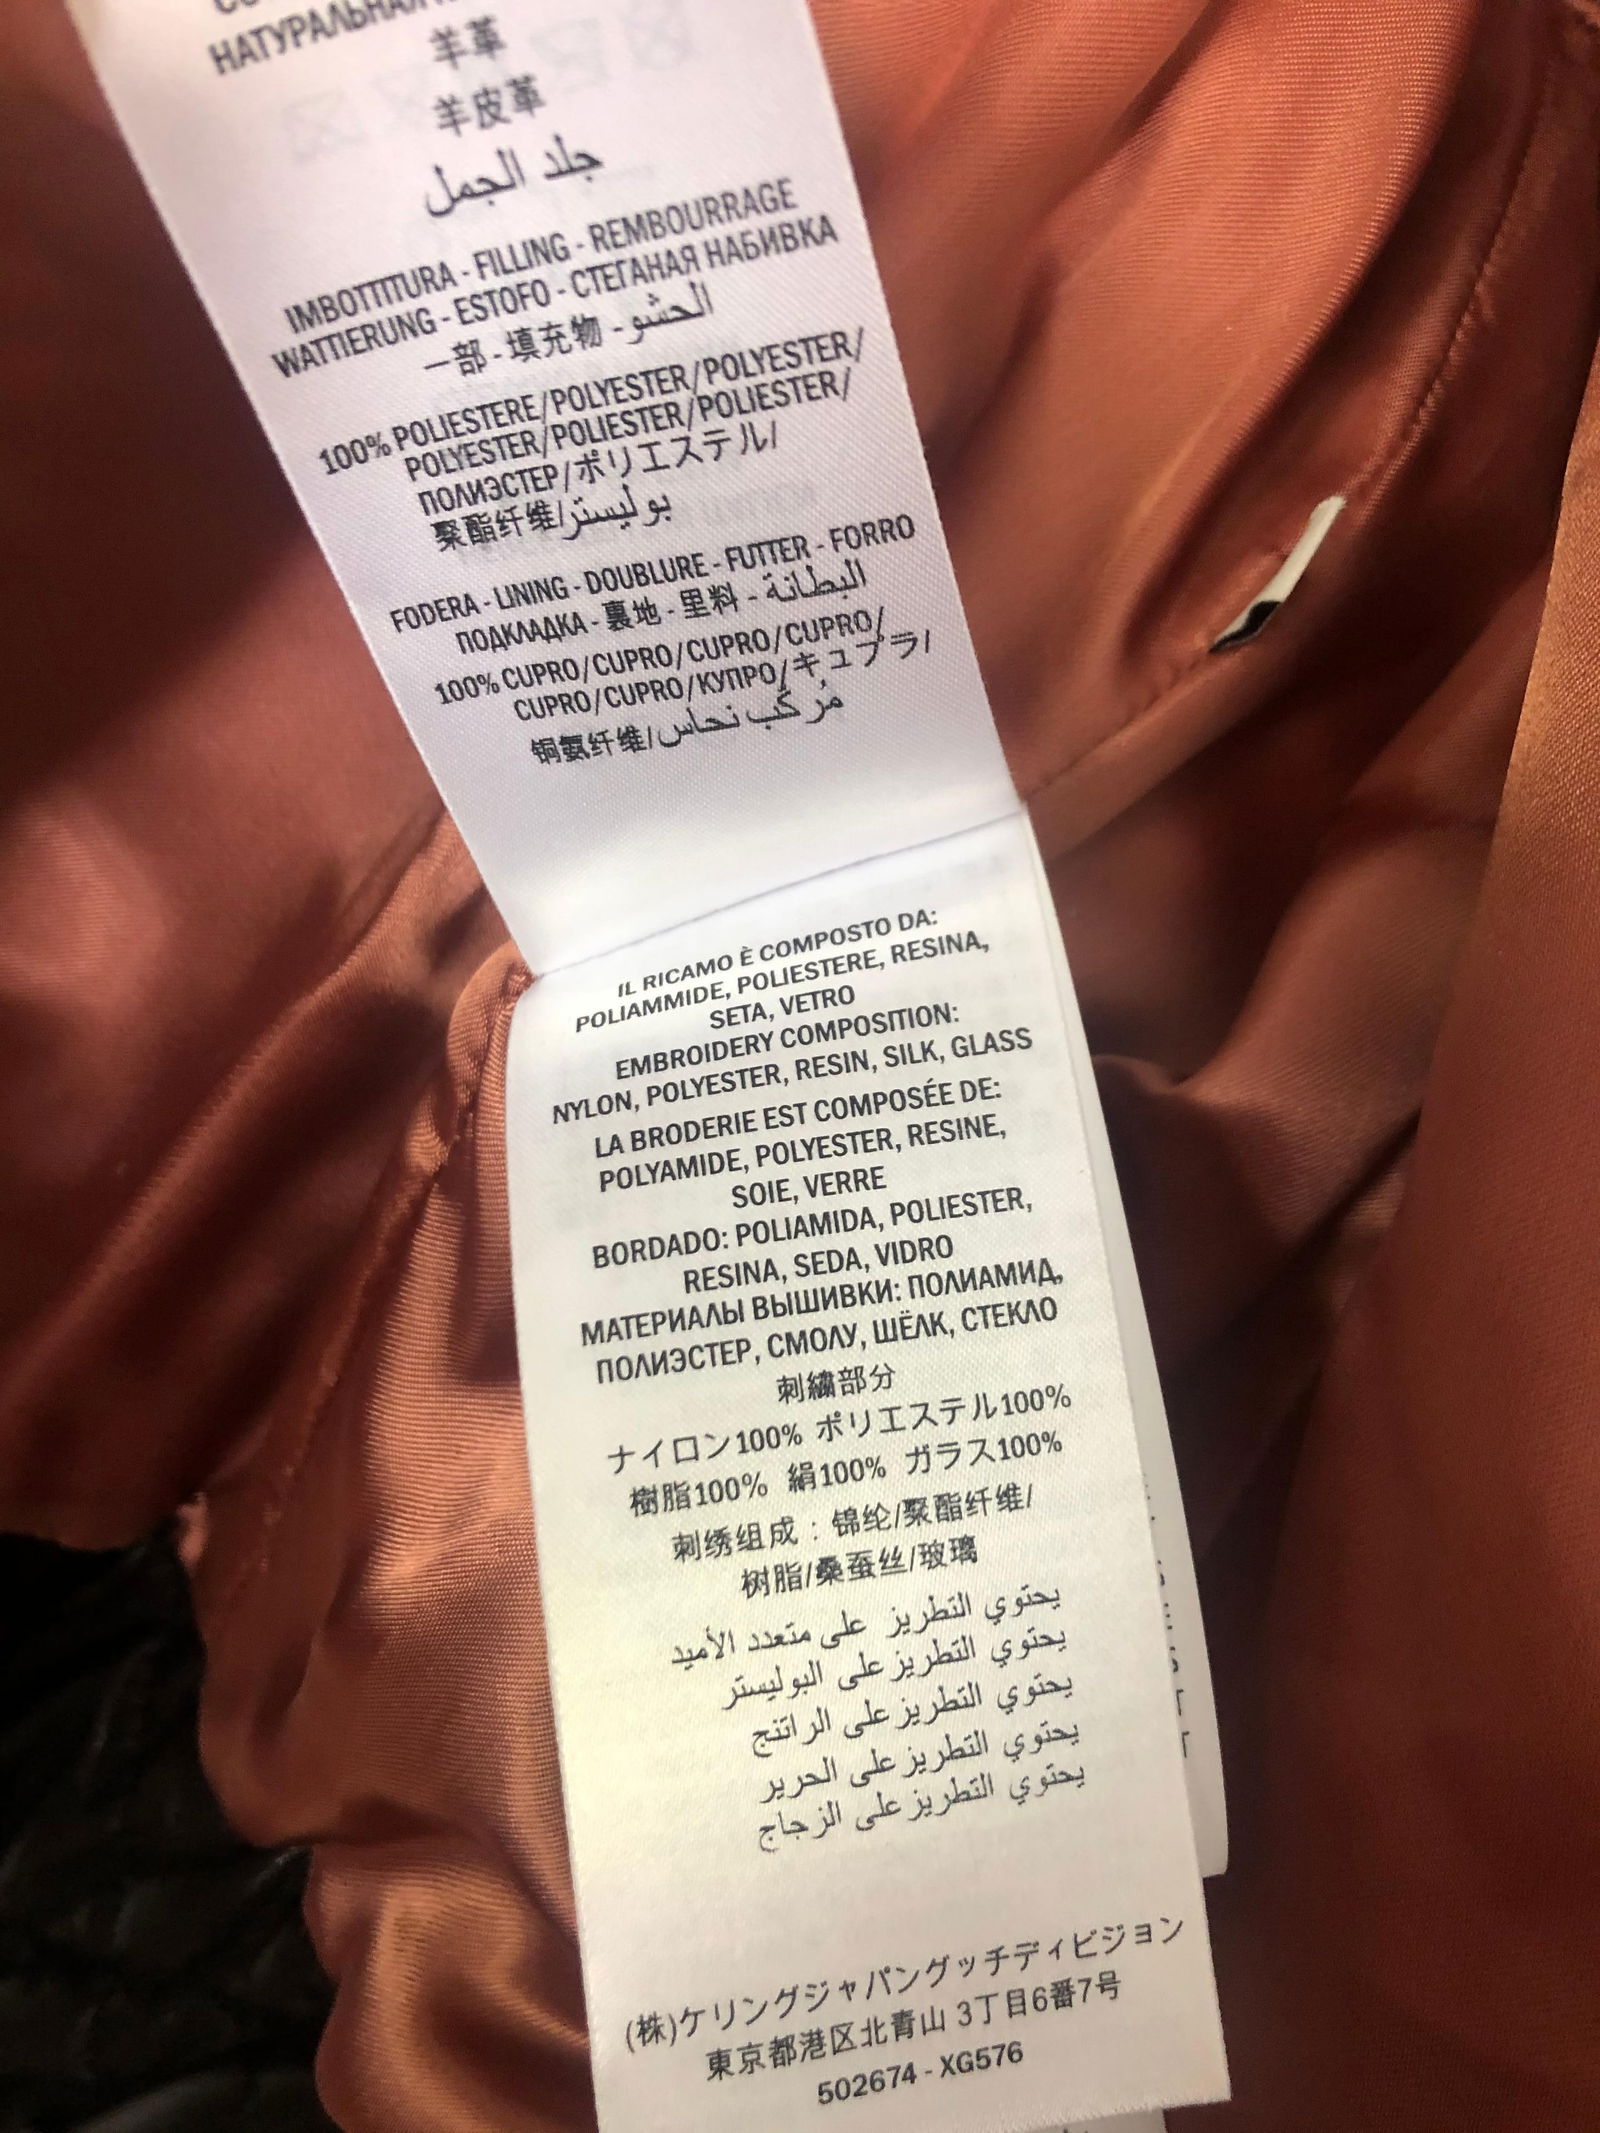 НАТУРАЛЬНАЯ
羊革
羊皮革
جلد الجمل
IMBOTTITURA - FILLING - REMBOURRAGE
WATTIERUNG - ESTOFO - СТЕГАНАЯ НАБИВКА
一部 - 填充物 - الحشو
100% POLIESTERE/POLYESTER/POLYESTER/
POLYESTER/POLIESTER/POLIESTER/
ПОЛИЭСТЕР/ポリエステル/
聚酯纤维/بوليستر
FODERA - LINING - DOUBLURE - FUTTER - FORRO
ПОДКЛАДКА - 裏地 - 里料 - البطانة
100% CUPRO/CUPRO/CUPRO/CUPRO/
CUPRO/CUPRO/КУПРО/キュプラ/
铜氨纤维/مُركَّب نحاس
IL RICAMO È COMPOSTO DA:
POLIAMMIDE, POLIESTERE, RESINA,
SETA, VETRO
EMBROIDERY COMPOSITION:
NYLON, POLYESTER, RESIN, SILK, GLASS
LA BRODERIE EST COMPOSÉE DE:
POLYAMIDE, POLYESTER, RESINE,
SOIE, VERRE
BORDADO: POLIAMIDA, POLIESTER,
RESINA, SEDA, VIDRO
МАТЕРИАЛЫ ВЫШИВКИ: ПОЛИАМИД,
ПОЛИЭСТЕР, СМОЛУ, ШЁЛК, СТЕКЛО
刺繍部分
ナイロン100% ポリエステル100%
樹脂100% 絹100% ガラス100%
刺绣组成：锦纶/聚酯纤维/
树脂/桑蚕丝/玻璃
يحتوي التطريز على متعدد الأميد
يحتوي التطريز على البوليستر
يحتوي التطريز على الراتنج
يحتوي التطريز على الحرير
يحتوي التطريز على الزجاج
(株)ケリングジャパングッチディビジョン
東京都港区北青山 3丁目6番7号
502674 - XG576